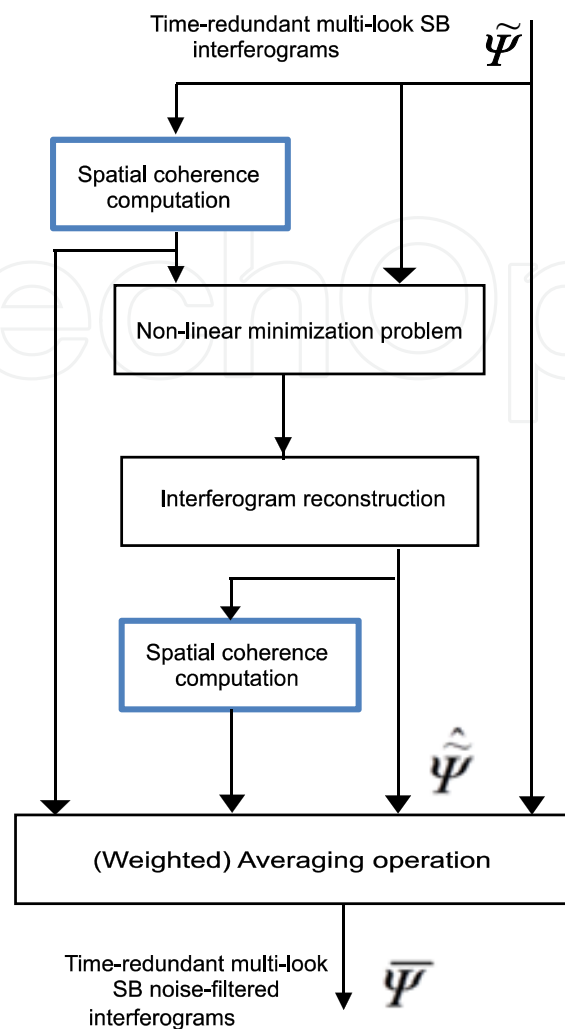 Time-redundant multi-look SB
interferograms
Ψ̃
Spatial coherence
computation
Non-linear minimization problem
Interferogram reconstruction
Spatial coherence
computation
Ψ̃̂
(Weighted) Averaging operation
Time-redundant multi-look
SB noise-filtered
interferograms
Ψ̅